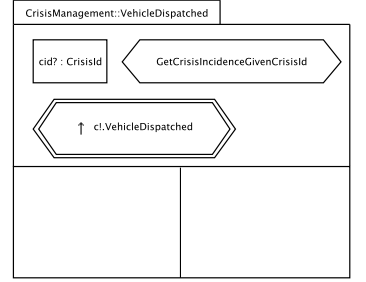 CrisisManagement::VehicleDispatched
cid? : CrisisId
GetCrisisIncidenceGivenCrisisId
↑ c!.VehicleDispatched